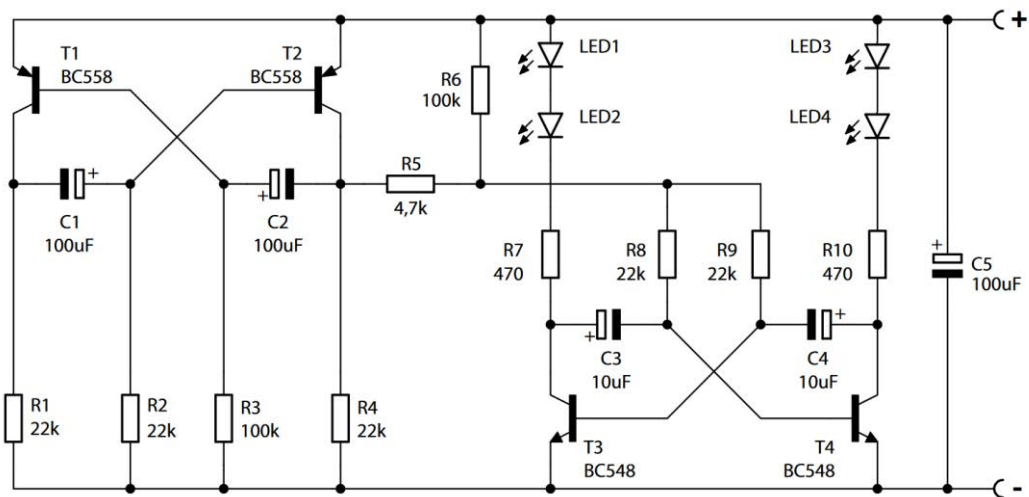 +
T1
BC558
T2
BC558
R6
100k
LED1
LED2
LED3
LED4
R5
4,7k
+
C1
100uF
+
C2
100uF
R7
470
R8
22k
R9
22k
R10
470
+
C5
100uF
+
C3
10uF
+
C4
10uF
R1
22k
R2
22k
R3
100k
R4
22k
T3
BC548
T4
BC548
-